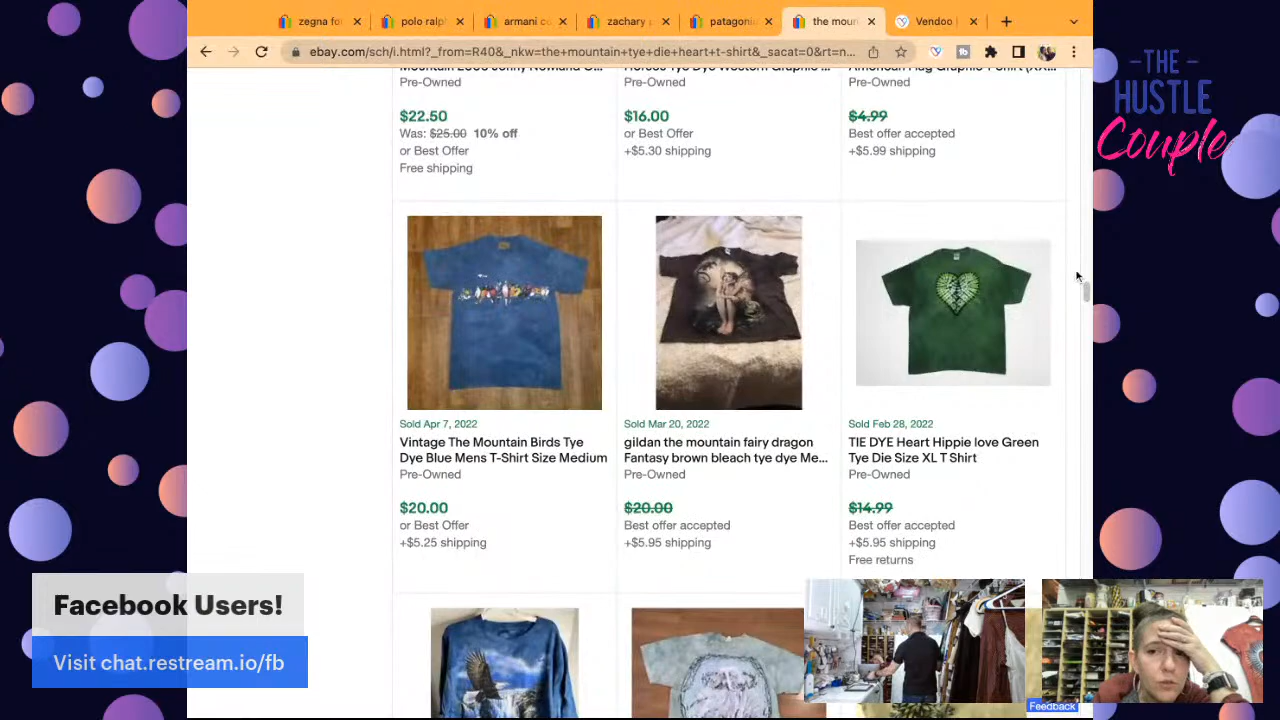 zegna fo
polo ralph
armani co
zachary p
patagoni
the moun
Vendoo
ebay.com/sch/i.html?_from=R40&_nkw=the+mountain+tye+die+heart+t-shirt&_sacat=0&rt=n...
THE
HUSTLE
Couple
Pre-Owned
$22.50
Was: $25.00 10% off
or Best Offer
Free shipping
Pre-Owned
$16.00
or Best Offer
+$5.30 shipping
Pre-Owned
$4.99
Best offer accepted
+$5.99 shipping
Sold Apr 7, 2022
Vintage The Mountain Birds Tye
Dye Blue Mens T-Shirt Size Medium
Pre-Owned
$20.00
or Best Offer
+$5.25 shipping
Sold Mar 20, 2022
gildan the mountain fairy dragon
Fantasy brown bleach tye dye Me...
Pre-Owned
$20.00
Best offer accepted
+$5.95 shipping
Sold Feb 28, 2022
TIE DYE Heart Hippie love Green
Tye Die Size XL T Shirt
Pre-Owned
$14.99
Best offer accepted
+$5.95 shipping
Free returns
Facebook Users!
Visit chat.restream.io/fb
Feedback